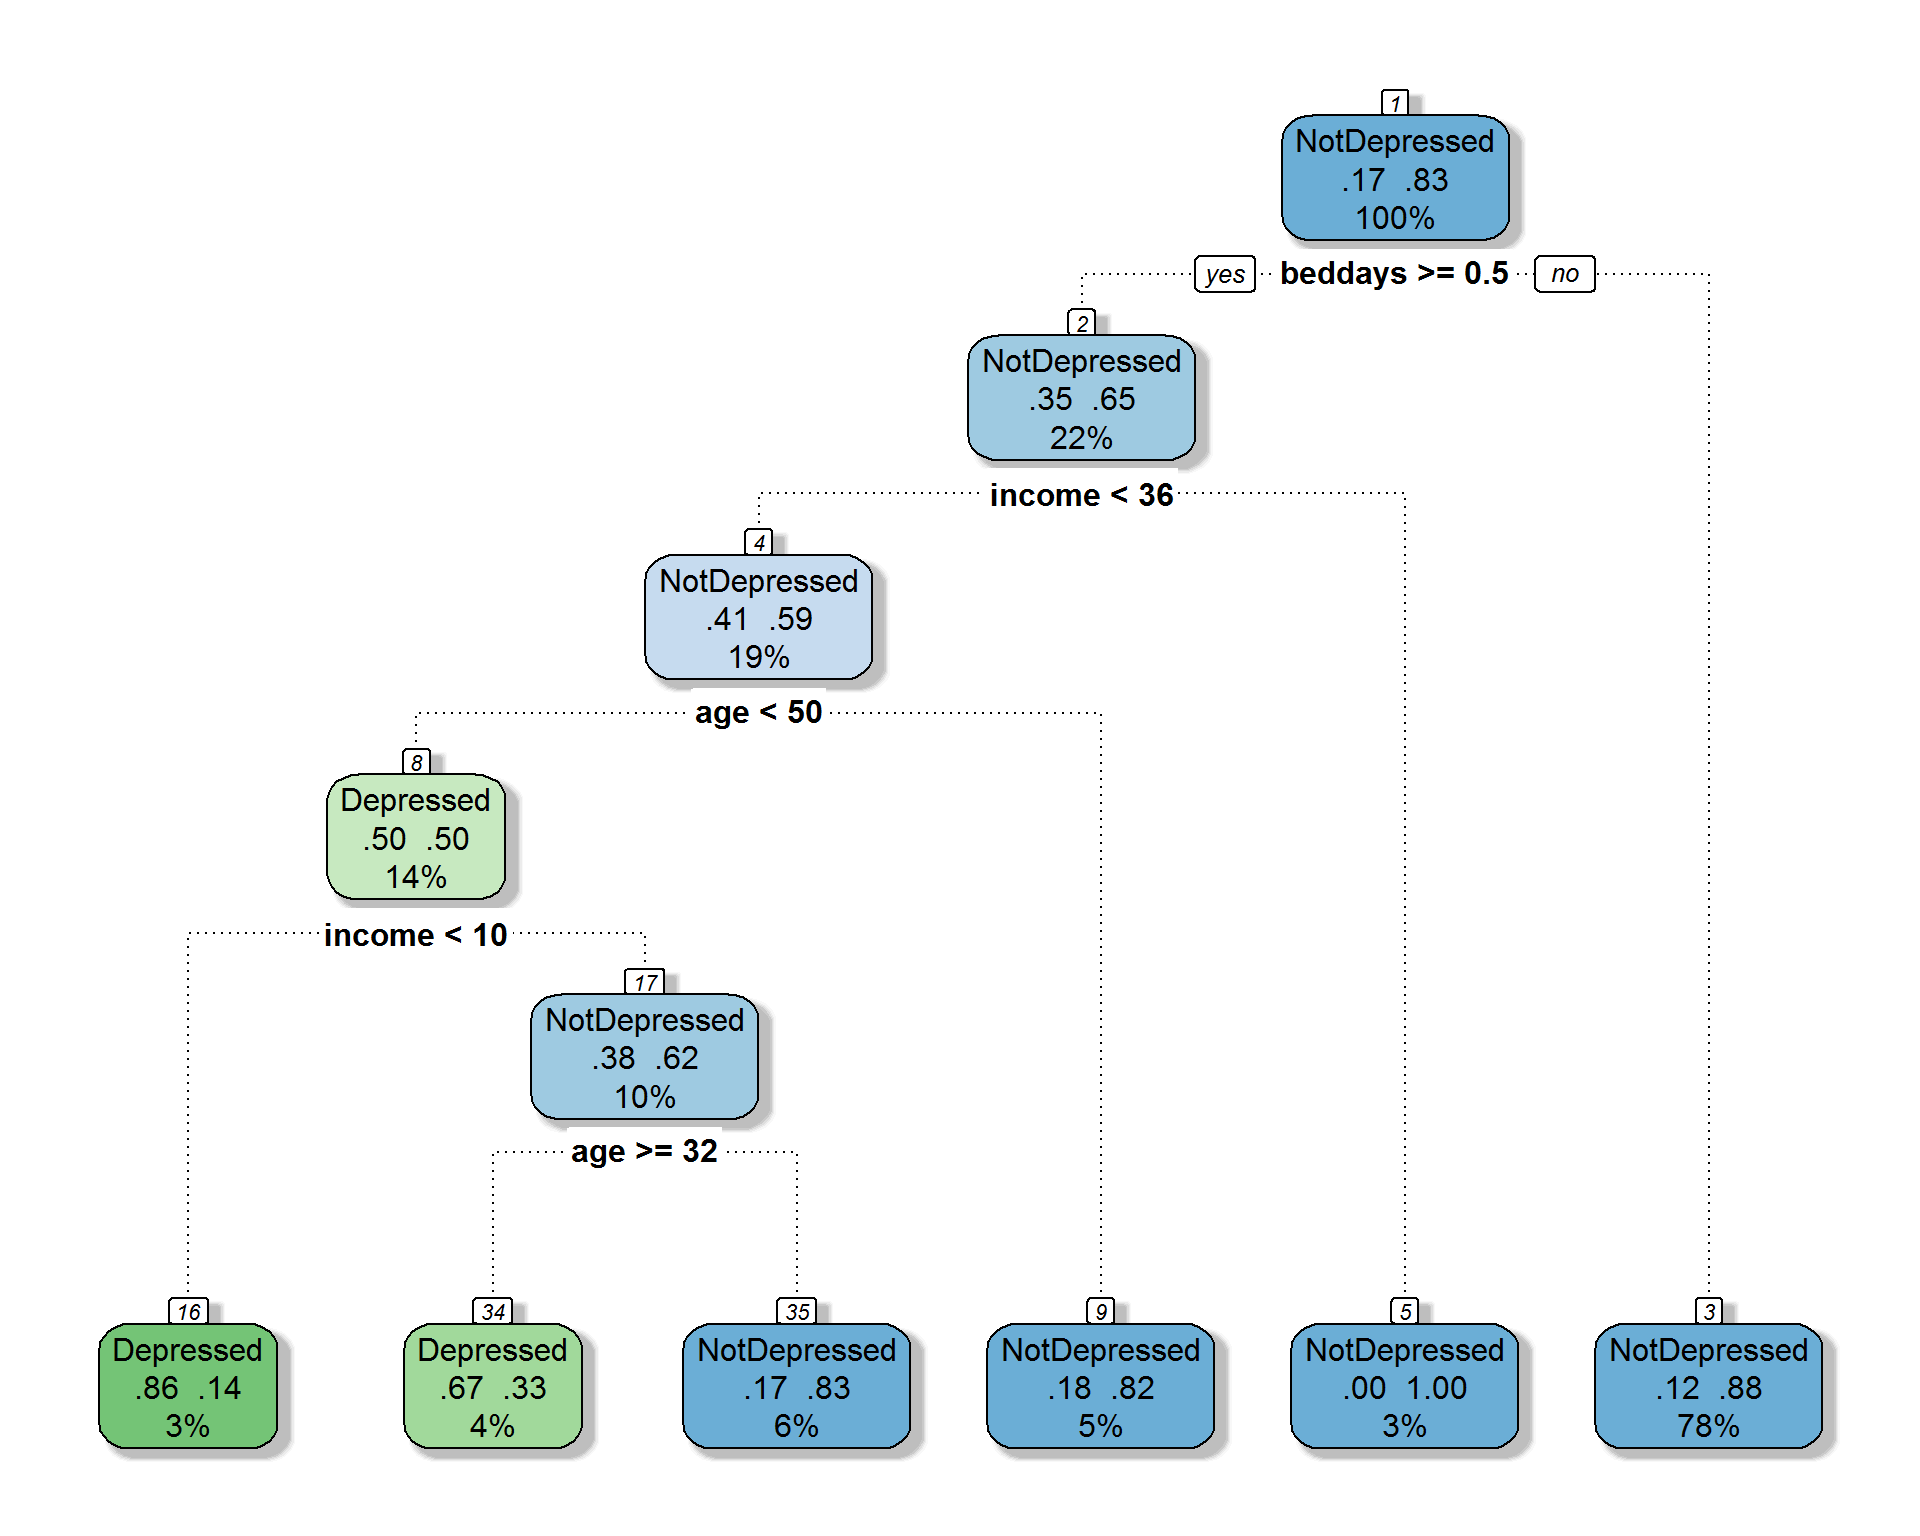 1
NotDepressed
.17 .83
100%
yes beddays >= 0.5 no
2
NotDepressed
.35 .65
22%
income < 36
4
NotDepressed
.41 .59
19%
age < 50
8
Depressed
.50 .50
14%
income < 10
17
NotDepressed
.38 .62
10%
age >= 32
16
Depressed
.86 .14
3%
34
Depressed
.67 .33
4%
35
NotDepressed
.17 .83
6%
9
NotDepressed
.18 .82
5%
5
NotDepressed
.00 1.00
3%
3
NotDepressed
.12 .88
78%